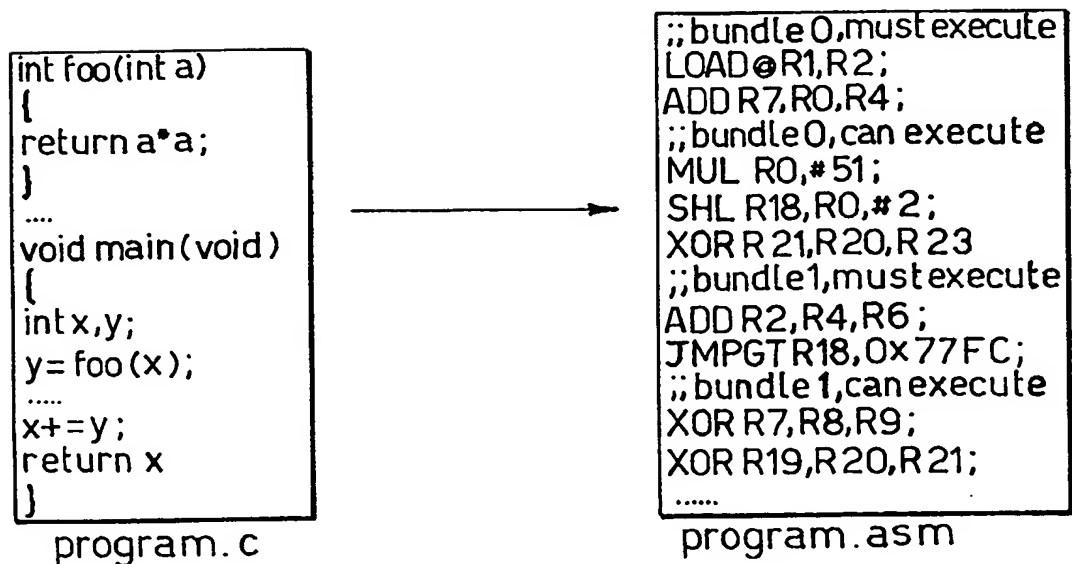 int foo(int a)
{
return a*a;
}
....
void main(void)
{
int x,y;
y=foo(x);
.....
x+=y;
return x
}
program.c
;;bundle 0,must execute
LOAD@R1,R2;
ADD R7,R0,R4;
;;bundle 0,can execute
MUL R0,#51;
SHL R18,R0,#2;
XOR R21,R20,R23
;;bundle1,must execute
ADD R2,R4,R6;
JMPGT R18,0x77FC;
;;bundle 1,can execute
XOR R7,R8,R9;
XOR R19,R20,R21;
......
program.asm